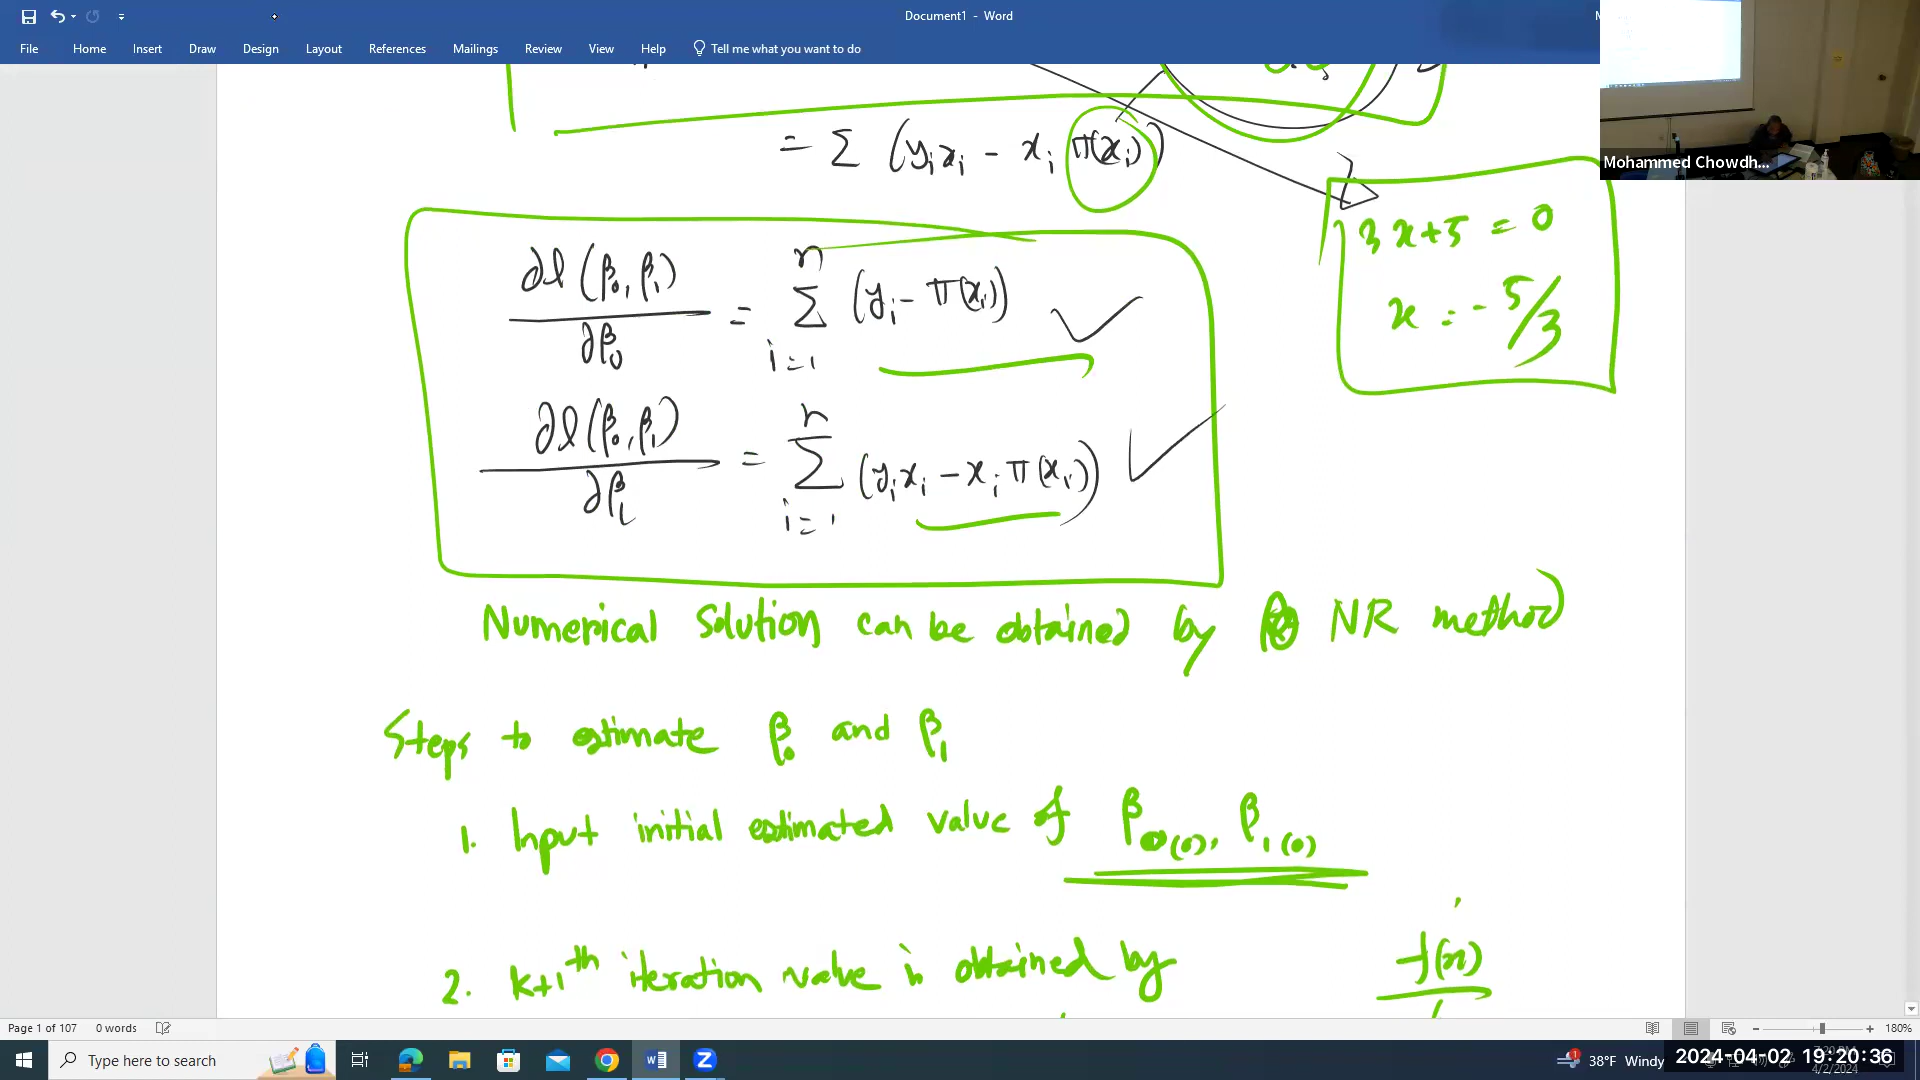 Document1 - Word
File Home Insert Draw Design Layout References Mailings Review View Help Tell me what you want to do
Mohammed Chowdh...
= Σ (yᵢxᵢ - xᵢ π(xᵢ))
3x+5 = 0
x = -5/3
∂l(β₀,β₁)/∂β₀ = Σᵢ₌₁ⁿ (yᵢ - π(xᵢ))
∂l(β₀,β₁)/∂β₁ = Σᵢ₌₁ⁿ (yᵢxᵢ - xᵢπ(xᵢ))
Numerical Solution can be obtained by NR method
Steps to estimate β₀ and β₁
1. Input initial estimated value of β₀₍₀₎, β₁₍₀₎
2. k+1ᵗʰ iteration value is obtained by
f(x)
Page 1 of 107 0 words 180%
Type here to search 38°F Windy 2024-04-02 19:20:36
4/2/2024